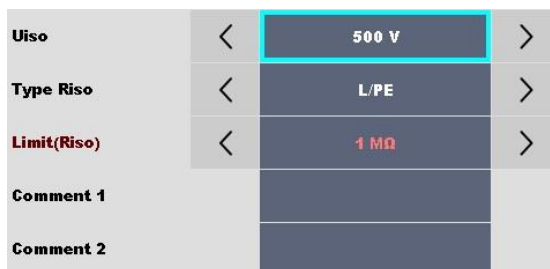 Uiso < 500 V >
Type Riso < L/PE >
Limit(Riso) < 1 MΩ >
Comment 1
Comment 2